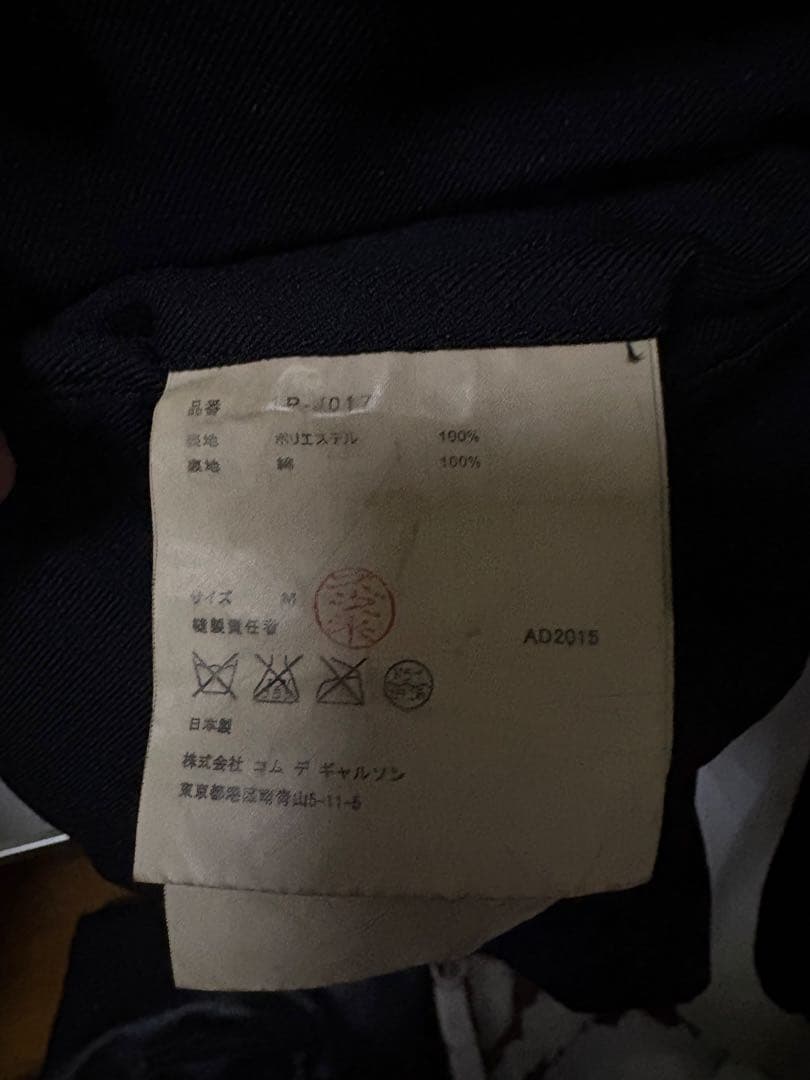 品番 1P-J017
表地 ポリエステル 100%
裏地 綿 100%
サイズ M
縫製責任者
AD2015
日本製
株式会社 コム デ ギャルソン
東京都港区南青山5-11-5